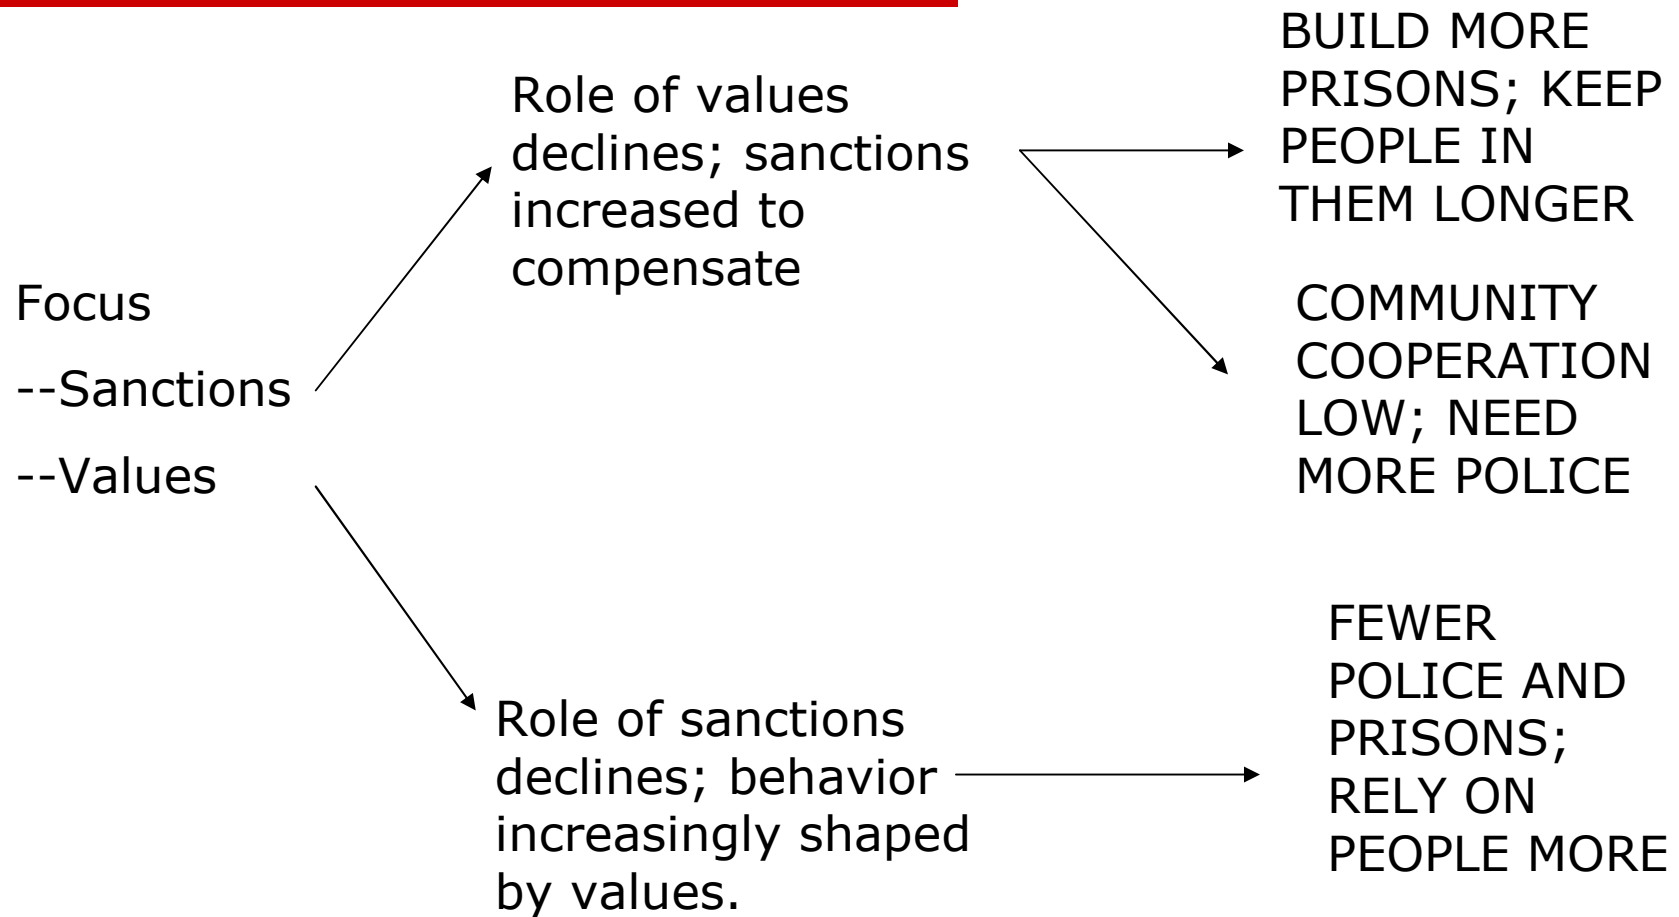 Focus
--Sanctions
--Values
Role of values
declines; sanctions
increased to
compensate
BUILD MORE
PRISONS; KEEP
PEOPLE IN
THEM LONGER
COMMUNITY
COOPERATION
LOW; NEED
MORE POLICE
Role of sanctions
declines; behavior
increasingly shaped
by values.
FEWER
POLICE AND
PRISONS;
RELY ON
PEOPLE MORE